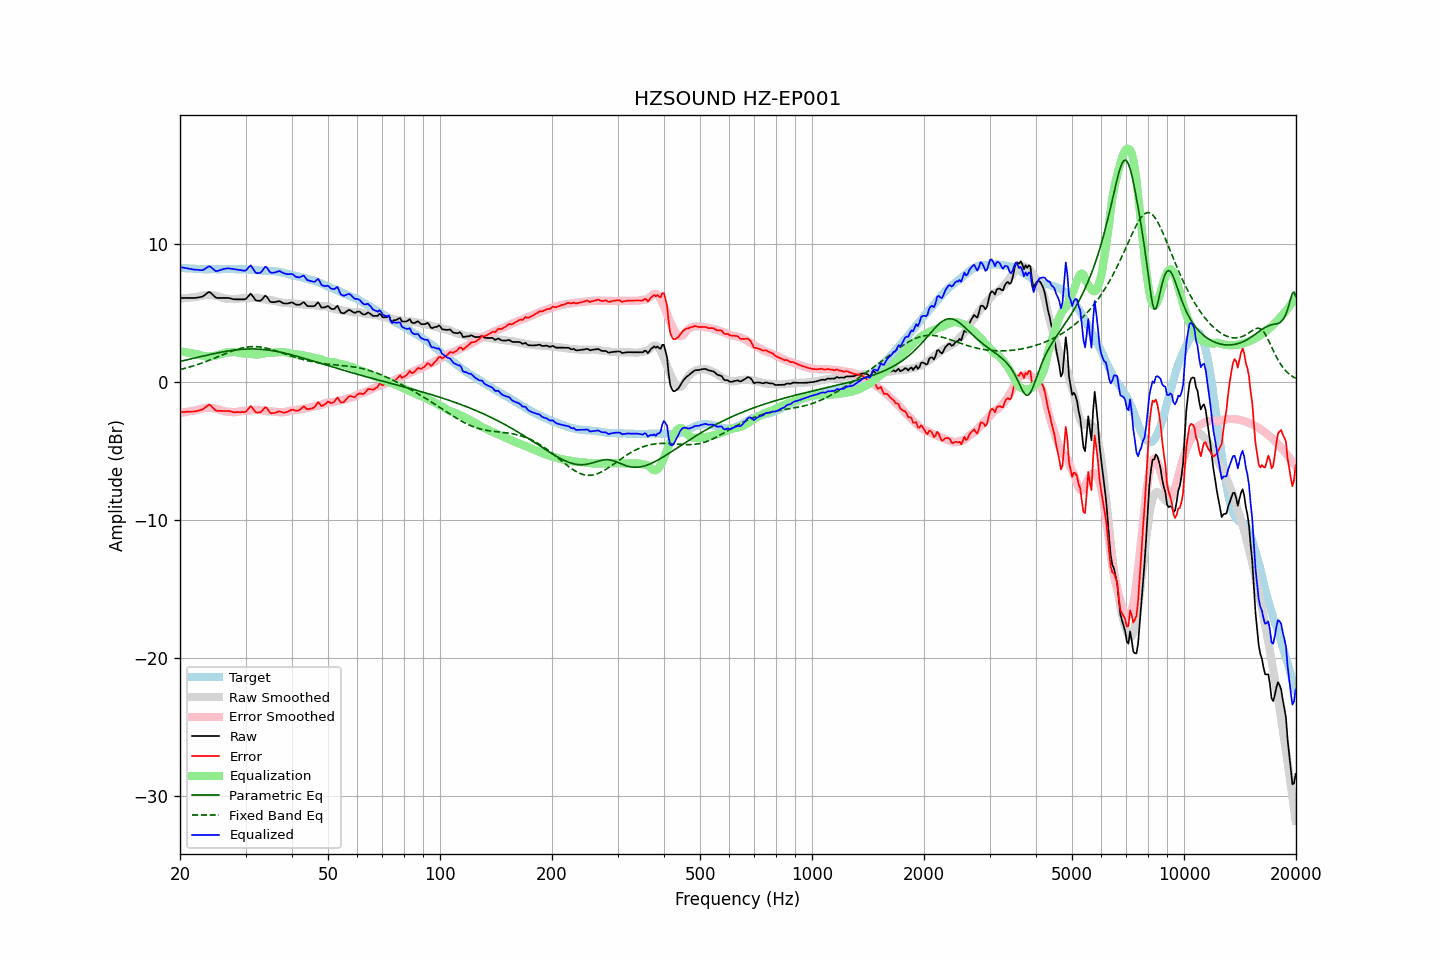 HZSOUND HZ-EP001
Amplitude (dBr)
10
0
−10
−20
−30
Target
Raw Smoothed
Error Smoothed
Raw
Error
Equalization
Parametric Eq
Fixed Band Eq
Equalized
20 50 100 200 500 1000 2000 5000 10000 20000
Frequency (Hz)